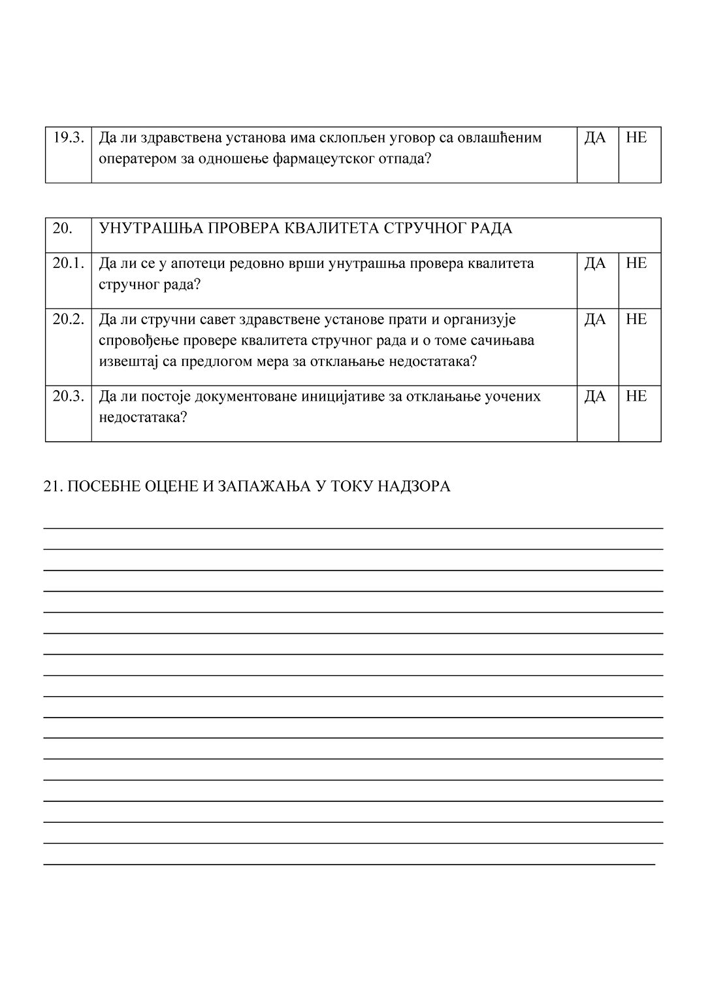 19.3. Да ли здравствена установа има склопљен уговор са овлашћеним ДА НЕ
оператером за одношење фармацеутског отпада?
20. УНУТРАШЊА ПРОВЕРА КВАЛИТЕТА СТРУЧНОГ РАДА
20.1. Да ли се у апотеци редовно врши унутрашња провера квалитета ДА НЕ
стручног рада?
20.2. Да ли стручни савет здравствене установе прати и организује ДА НЕ
спровођење провере квалитета стручног рада и о томе сачињава
извештај са предлогом мера за отклањање недостатака?
20.3. Да ли постоје документоване иницијативе за отклањање уочених ДА НЕ
недостатака?
21. ПОСЕБНЕ ОЦЕНЕ И ЗАПАЖАЊА У ТОКУ НАДЗОРА